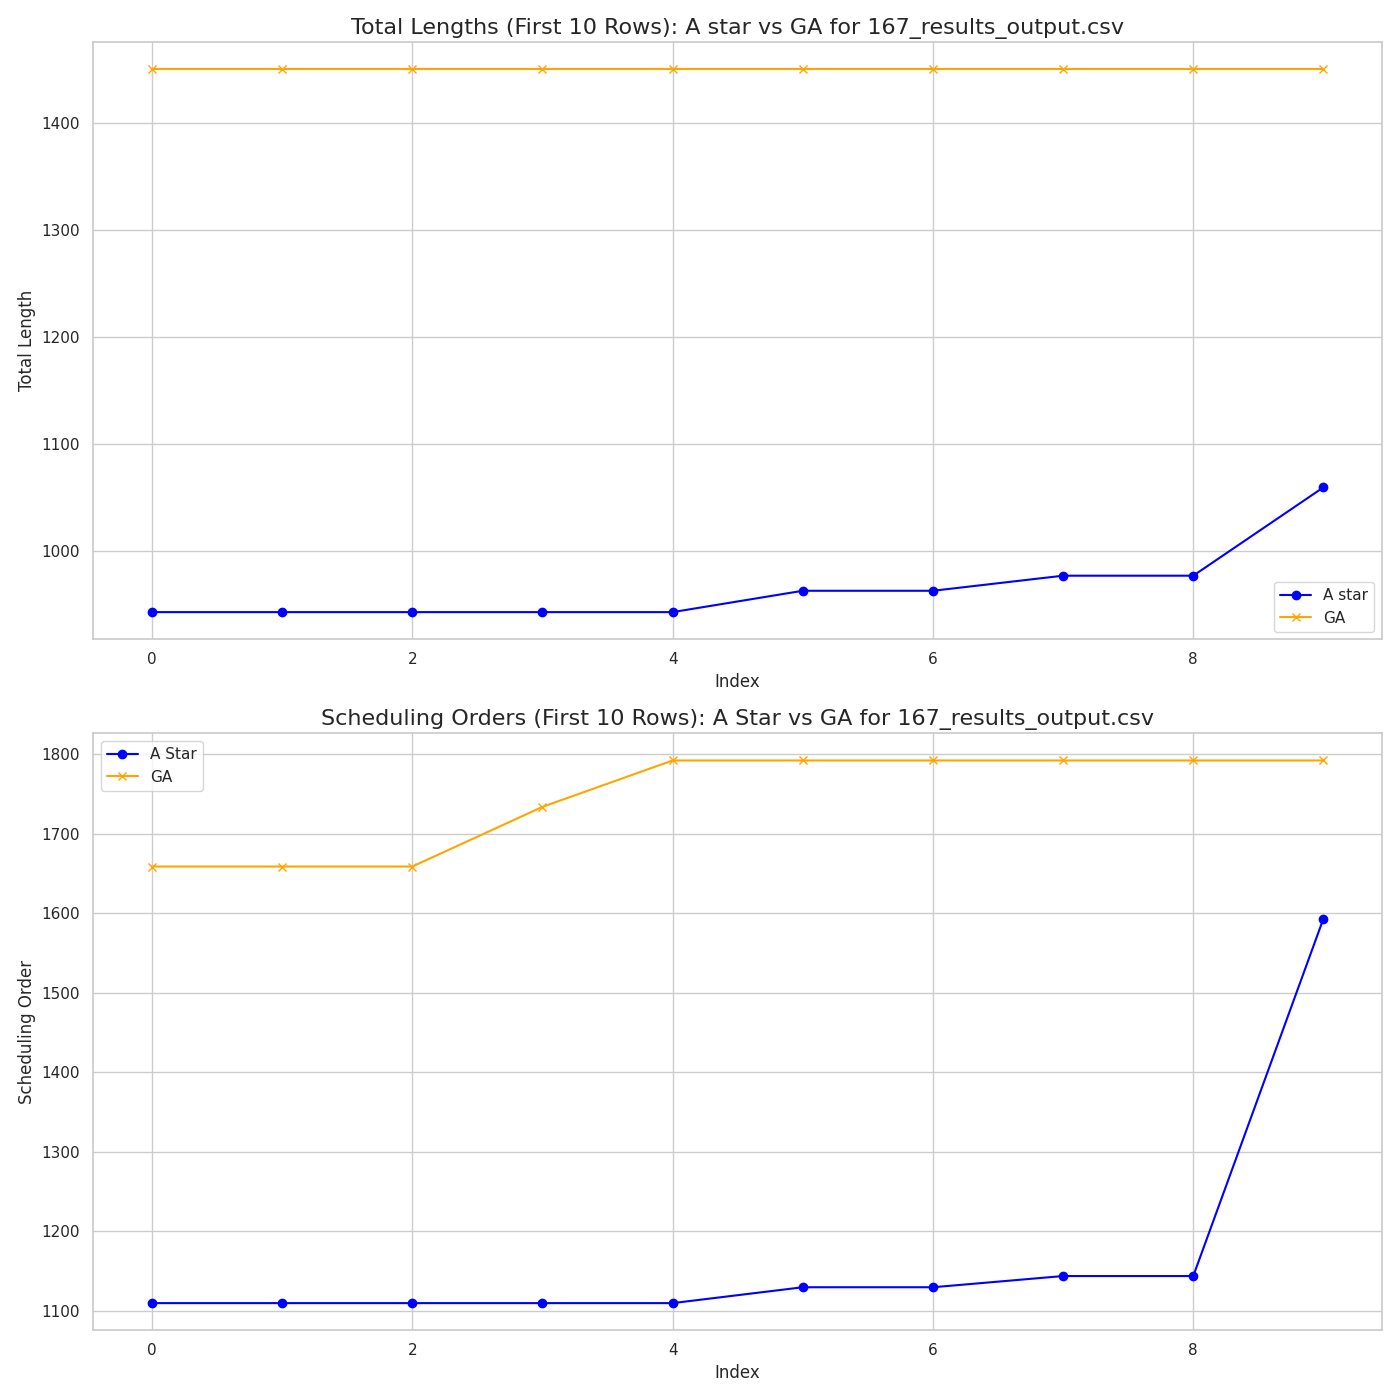 Total Lengths (First 10 Rows): A star vs GA for 167_results_output.csv
Total Length
1400
1300
1200
1100
1000
A star
GA
0 2 4 6 8
Index
Scheduling Orders (First 10 Rows): A Star vs GA for 167_results_output.csv
Scheduling Order
A Star
GA
1800
1700
1600
1500
1400
1300
1200
1100
0 2 4 6 8
Index